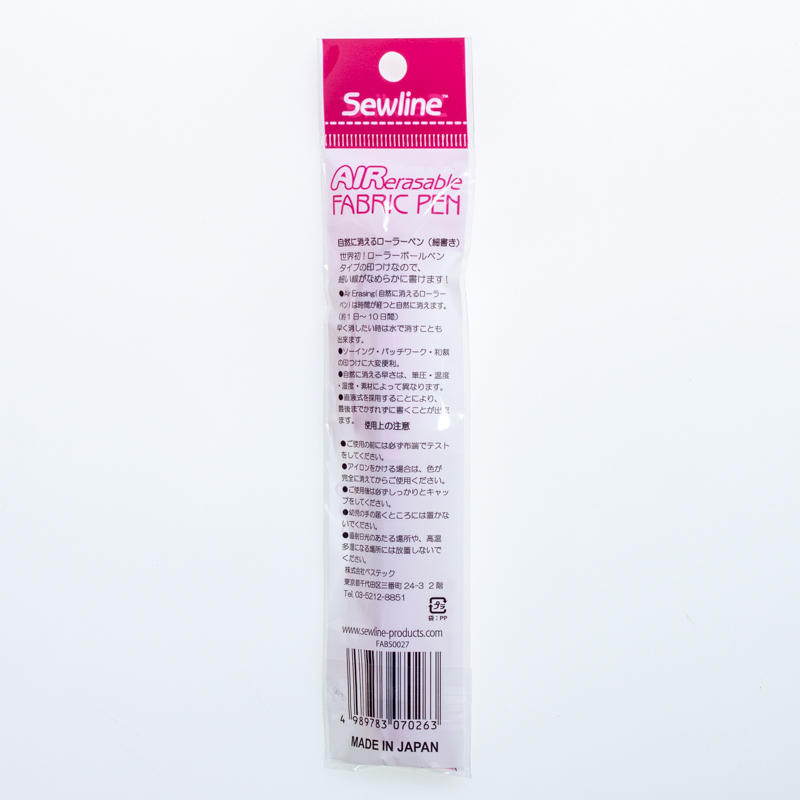 Sewline™
AIRerasable
FABRIC PEN
自然に消えるローラーペン（細書き）
世界初！ローラーボールペン
タイプの印つけなので、
細い線がなめらかに書けます！
●Air Erasing(自然に消えるローラー
ペン)は時間が経つと自然に消えます。
(約1日〜10日間)
早く消したい時は水で消すことも
出来ます。
●ソーイング・パッチワーク・和裁
の印つけに大変便利。
●自然に消える早さは、筆圧・温度
・湿度・素材によって異なります。
●直液式を採用することにより、
最後までかすれずに書くことが出来
ます。
使用上の注意
●ご使用の前には必ず布端でテスト
をしてください。
●アイロンをかける場合は、色が
完全に消えてからご使用ください。
●ご使用後は必ずしっかりとキャッ
プをしてください。
●幼児の手の届くところには置かな
いでください。
●直射日光のあたる場所や、高温
多湿になる場所には放置しないで
ください。
株式会社ベステック
東京都千代田区三番町24-3 2階
Tel. 03-5212-8851
プラ
袋：PP
www.sewline-products.com
FAB50027
4 989783 070263
MADE IN JAPAN